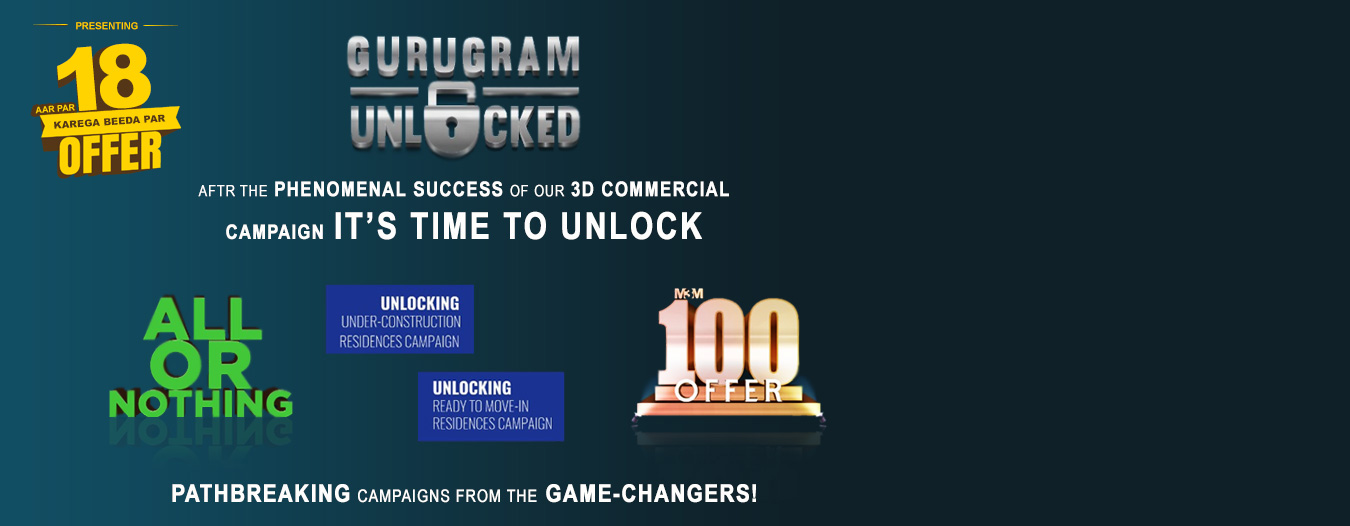 PRESENTING
18
AAR PAR
KAREGA BEEDA PAR
OFFER
GURUGRAM
UNLOCKED
AFTR THE PHENOMENAL SUCCESS OF OUR 3D COMMERCIAL
CAMPAIGN IT'S TIME TO UNLOCK
ALL
OR
NOTHING
UNLOCKING
UNDER-CONSTRUCTION
RESIDENCES CAMPAIGN
UNLOCKING
READY TO MOVE-IN
RESIDENCES CAMPAIGN
M3M
100
OFFER
PATHBREAKING CAMPAIGNS FROM THE GAME-CHANGERS!